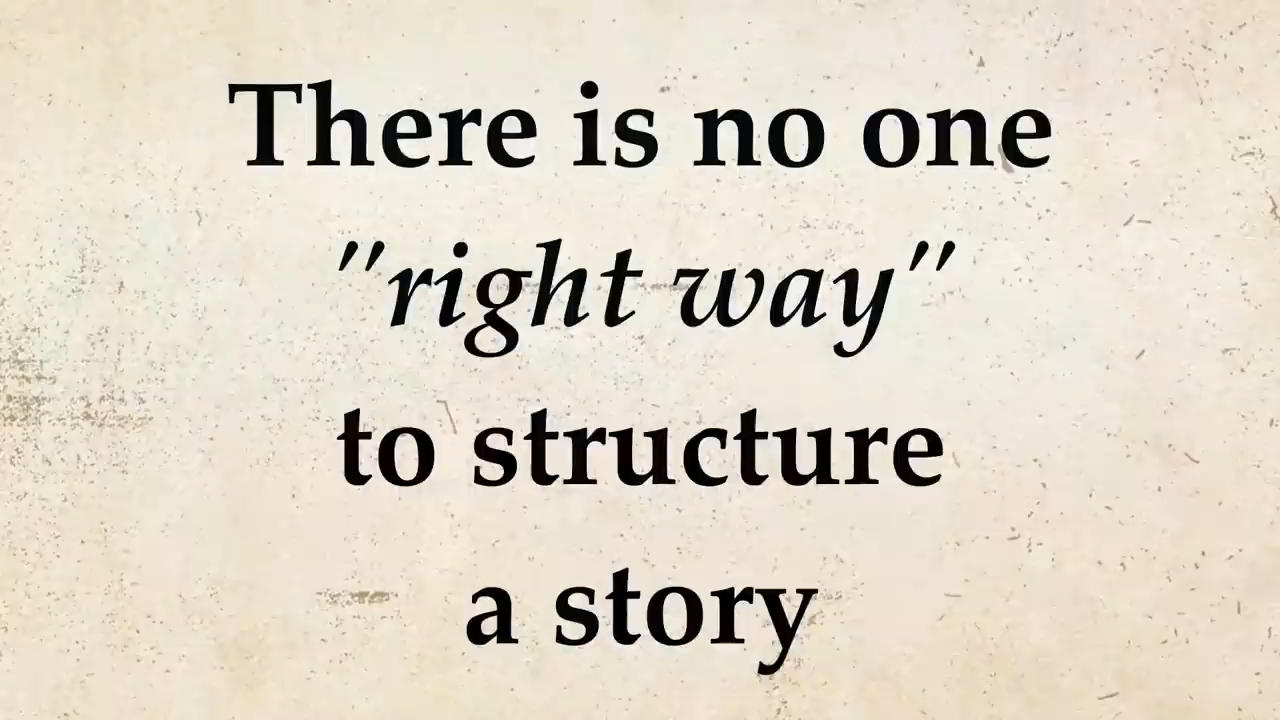 There is no one
"right way"
to structure
a story